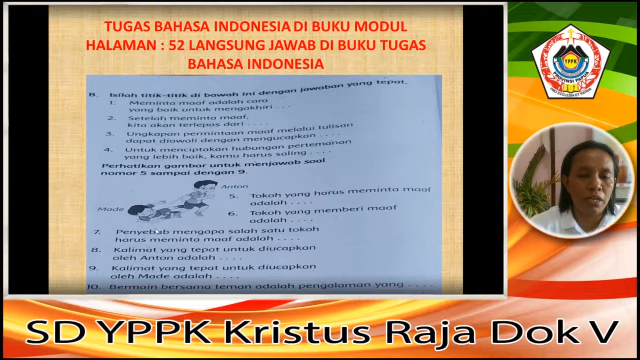 TUGAS BAHASA INDONESIA DI BUKU MODUL
HALAMAN : 52 LANGSUNG JAWAB DI BUKU TUGAS
BAHASA INDONESIA
B. Isilah titik-titik di bawah ini dengan jawaban yang tepat.
1. Meminta maaf adalah cara
yang baik untuk mengakhiri . . .
2. Setelah meminta maaf,
kita akan terlepas dari . . . .
3. Ungkapan permintaan maaf melalui tulisan
dapat diawali dengan mengucapkan . . . .
4. Untuk menciptakan hubungan pertemanan
yang lebih baik, kamu harus saling . . . .
Perhatikan gambar untuk menjawab soal
nomor 5 sampai dengan 9.
Anton
Made
5. Tokoh yang harus meminta maaf
adalah . . . .
6. Tokoh yang memberi maaf
adalah . . . .
7. Penyebab mengapa salah satu tokoh
harus meminta maaf adalah . . . .
8. Kalimat yang tepat untuk diucapkan
oleh Anton adalah . . . .
9. Kalimat yang tepat untuk diucapkan
oleh Made adalah . . . .
10. Bermain bersama teman adalah pengalaman yang . . . .
YPPK
PROVINSI PAPUA
SD YPPK Kristus Raja Dok V